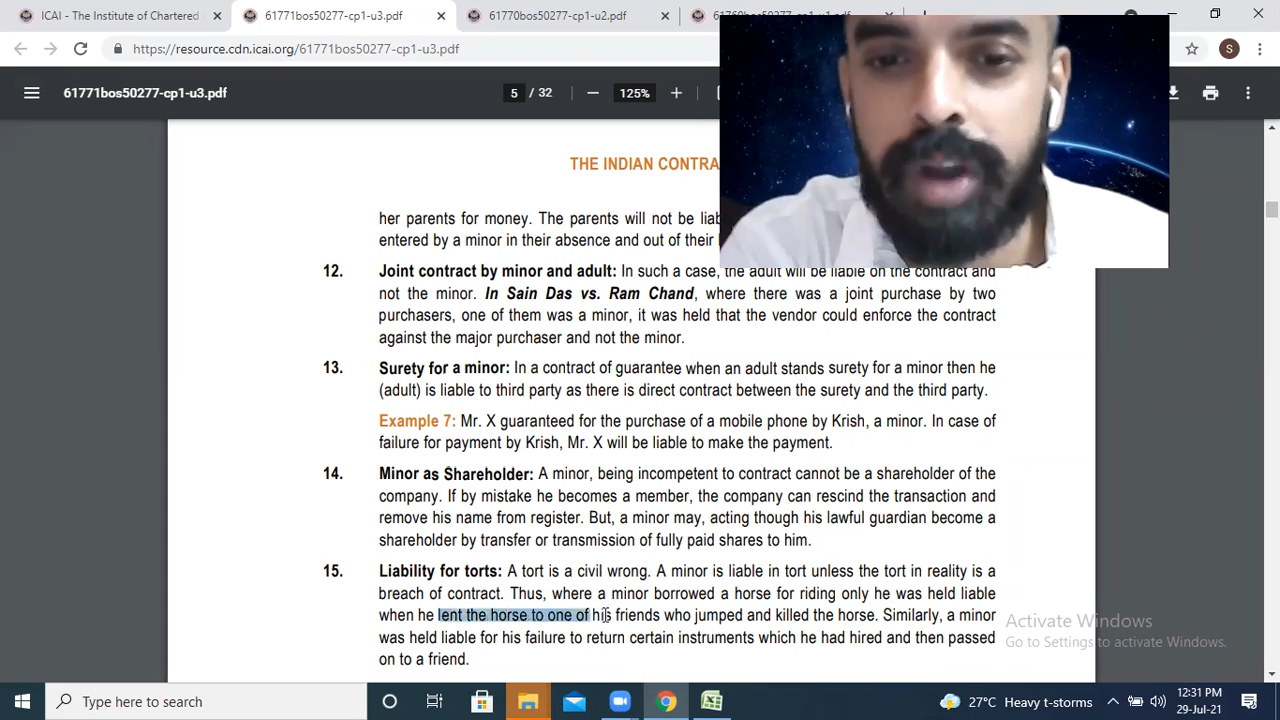 ICAI - The Institute of Chartered
61771bos50277-cp1-u3.pdf
61770bos50277-cp1-u2.pdf
https://resource.cdn.icai.org/61771bos50277-cp1-u3.pdf
S
61771bos50277-cp1-u3.pdf
5 / 32
125%
THE INDIAN CONTRA
her parents for money. The parents will not be liab
entered by a minor in their absence and out of their
12. Joint contract by minor and adult: In such a case, the adult will be liable on the contract and
not the minor. In Sain Das vs. Ram Chand, where there was a joint purchase by two
purchasers, one of them was a minor, it was held that the vendor could enforce the contract
against the major purchaser and not the minor.
13. Surety for a minor: In a contract of guarantee when an adult stands surety for a minor then he
(adult) is liable to third party as there is direct contract between the surety and the third party.
Example 7: Mr. X guaranteed for the purchase of a mobile phone by Krish, a minor. In case of
failure for payment by Krish, Mr. X will be liable to make the payment.
14. Minor as Shareholder: A minor, being incompetent to contract cannot be a shareholder of the
company. If by mistake he becomes a member, the company can rescind the transaction and
remove his name from register. But, a minor may, acting though his lawful guardian become a
shareholder by transfer or transmission of fully paid shares to him.
15. Liability for torts: A tort is a civil wrong. A minor is liable in tort unless the tort in reality is a
breach of contract. Thus, where a minor borrowed a horse for riding only he was held liable
when he lent the horse to one of his friends who jumped and killed the horse. Similarly, a minor
was held liable for his failure to return certain instruments which he had hired and then passed
on to a friend.
Activate Windows
Go to Settings to activate Windows.
Type here to search
27°C Heavy t-storms
12:31 PM
29-Jul-21